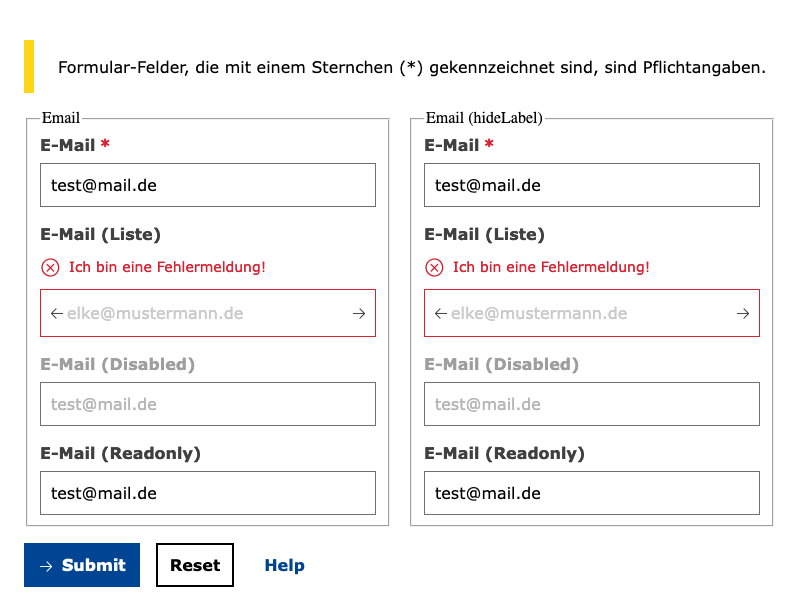 Formular-Felder, die mit einem Sternchen (*) gekennzeichnet sind, sind Pflichtangaben.
Email
E-Mail *
test@mail.de
E-Mail (Liste)
Ich bin eine Fehlermeldung!
elke@mustermann.de
E-Mail (Disabled)
test@mail.de
E-Mail (Readonly)
test@mail.de
Email (hideLabel)
E-Mail *
test@mail.de
E-Mail (Liste)
Ich bin eine Fehlermeldung!
elke@mustermann.de
E-Mail (Disabled)
test@mail.de
E-Mail (Readonly)
test@mail.de
Submit Reset Help